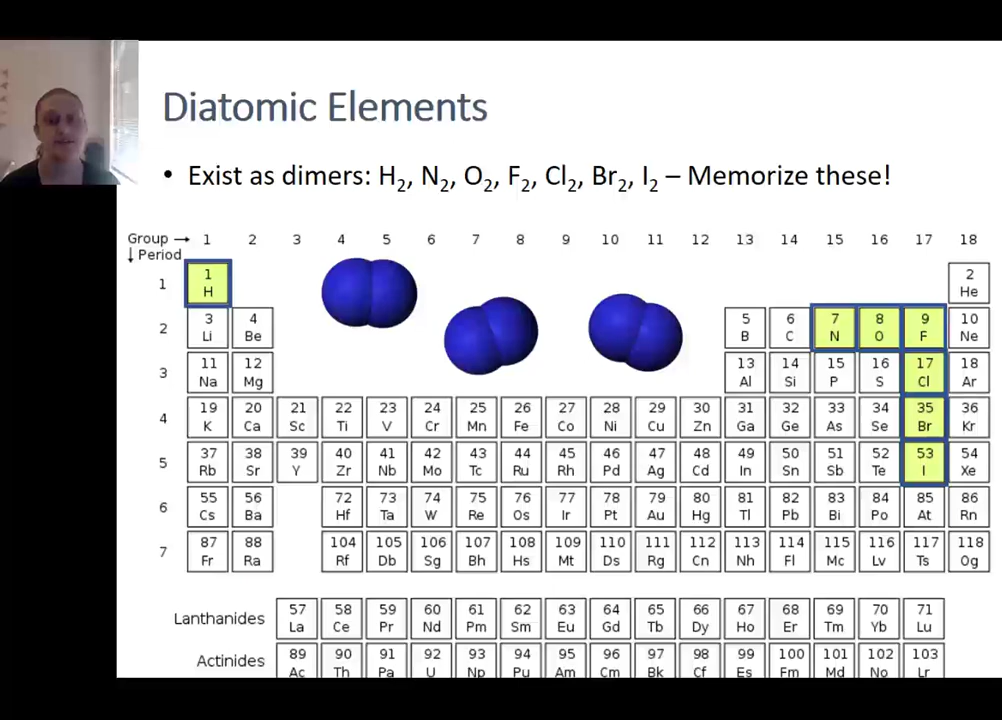 Diatomic Elements
• Exist as dimers: H₂, N₂, O₂, F₂, Cl₂, Br₂, I₂ – Memorize these!
Group → 1 2 3 4 5 6 7 8 9 10 11 12 13 14 15 16 17 18
↓ Period
1 1 2
H He
2 3 4 5 6 7 8 9 10
Li Be B C N O F Ne
3 11 12 13 14 15 16 17 18
Na Mg Al Si P S Cl Ar
4 19 20 21 22 23 24 25 26 27 28 29 30 31 32 33 34 35 36
K Ca Sc Ti V Cr Mn Fe Co Ni Cu Zn Ga Ge As Se Br Kr
5 37 38 39 40 41 42 43 44 45 46 47 48 49 50 51 52 53 54
Rb Sr Y Zr Nb Mo Tc Ru Rh Pd Ag Cd In Sn Sb Te I Xe
6 55 56 72 73 74 75 76 77 78 79 80 81 82 83 84 85 86
Cs Ba Hf Ta W Re Os Ir Pt Au Hg Tl Pb Bi Po At Rn
7 87 88 104 105 106 107 108 109 110 111 112 113 114 115 116 117 118
Fr Ra Rf Db Sg Bh Hs Mt Ds Rg Cn Nh Fl Mc Lv Ts Og
Lanthanides 57 58 59 60 61 62 63 64 65 66 67 68 69 70 71
La Ce Pr Nd Pm Sm Eu Gd Tb Dy Ho Er Tm Yb Lu
Actinides 89 90 91 92 93 94 95 96 97 98 99 100 101 102 103
Ac Th Pa U Np Pu Am Cm Bk Cf Es Fm Md No Lr